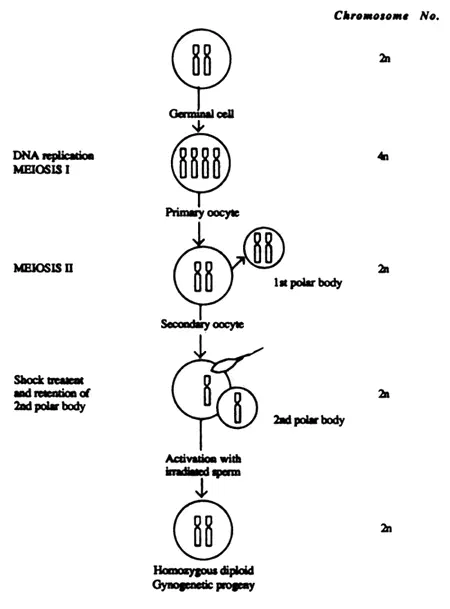 Chromosome No.
2n
Germinal cell
DNA replication
MEIOSIS I
4n
Primary oocyte
MEIOSIS II
2n
1st polar body
Secondary oocyte
Shock treatent
and retention of
2nd polar body
2n
2nd polar body
Activation with
irradiated sperm
2n
Homozygous diploid
Gynogenetic progeny